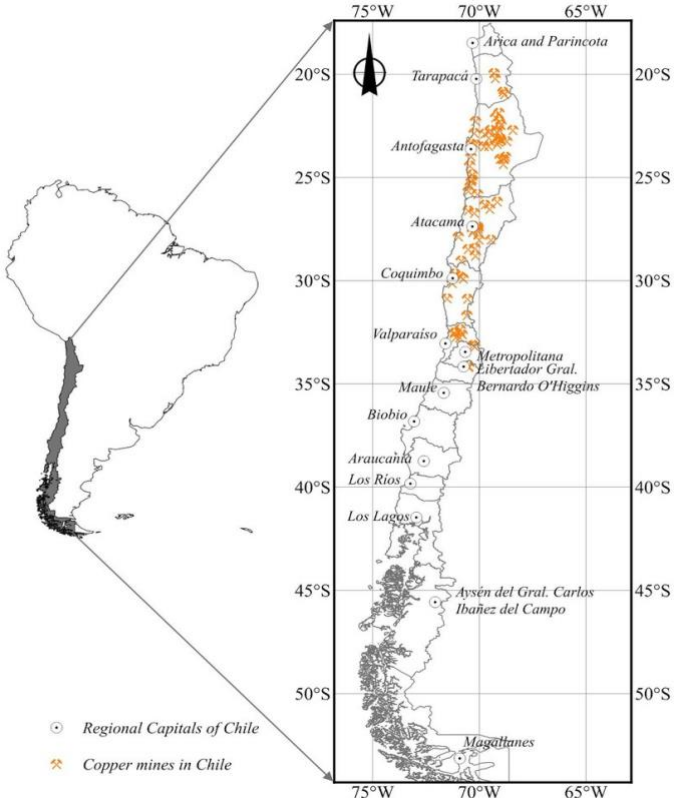 75°W 70°W 65°W
Arica and Parincota
20°S 20°S
Tarapacá
Antofagasta
25°S 25°S
Atacama
Coquimbo
30°S 30°S
Valparaíso
Metropolitana
Libertador Gral.
Bernardo O'Higgins
35°S 35°S
Maule
Biobio
Araucanía
Los Ríos
40°S 40°S
Los Lagos
45°S 45°S
Aysén del Gral. Carlos
Ibañez del Campo
50°S 50°S
Regional Capitals of Chile
Magallanes
Copper mines in Chile
75°W 70°W 65°W